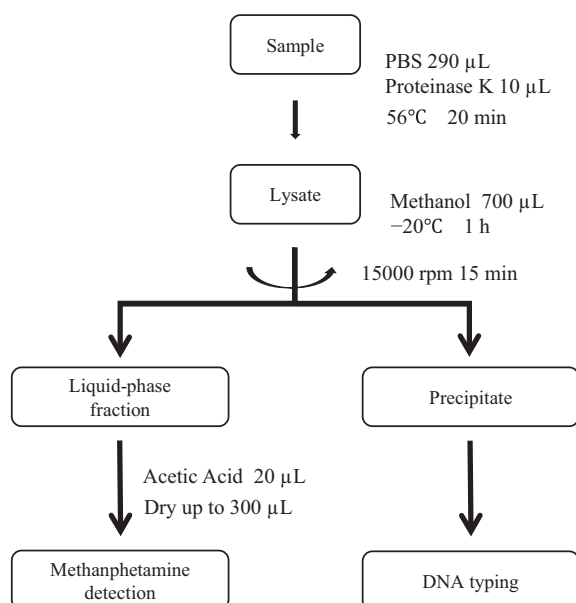 Sample
PBS 290 µL
Proteinase K 10 µL
56℃ 20 min
Lysate
Methanol 700 µL
−20℃ 1 h
15000 rpm 15 min
Liquid-phase
fraction
Precipitate
Acetic Acid 20 µL
Dry up to 300 µL
Methanphetamine
detection
DNA typing